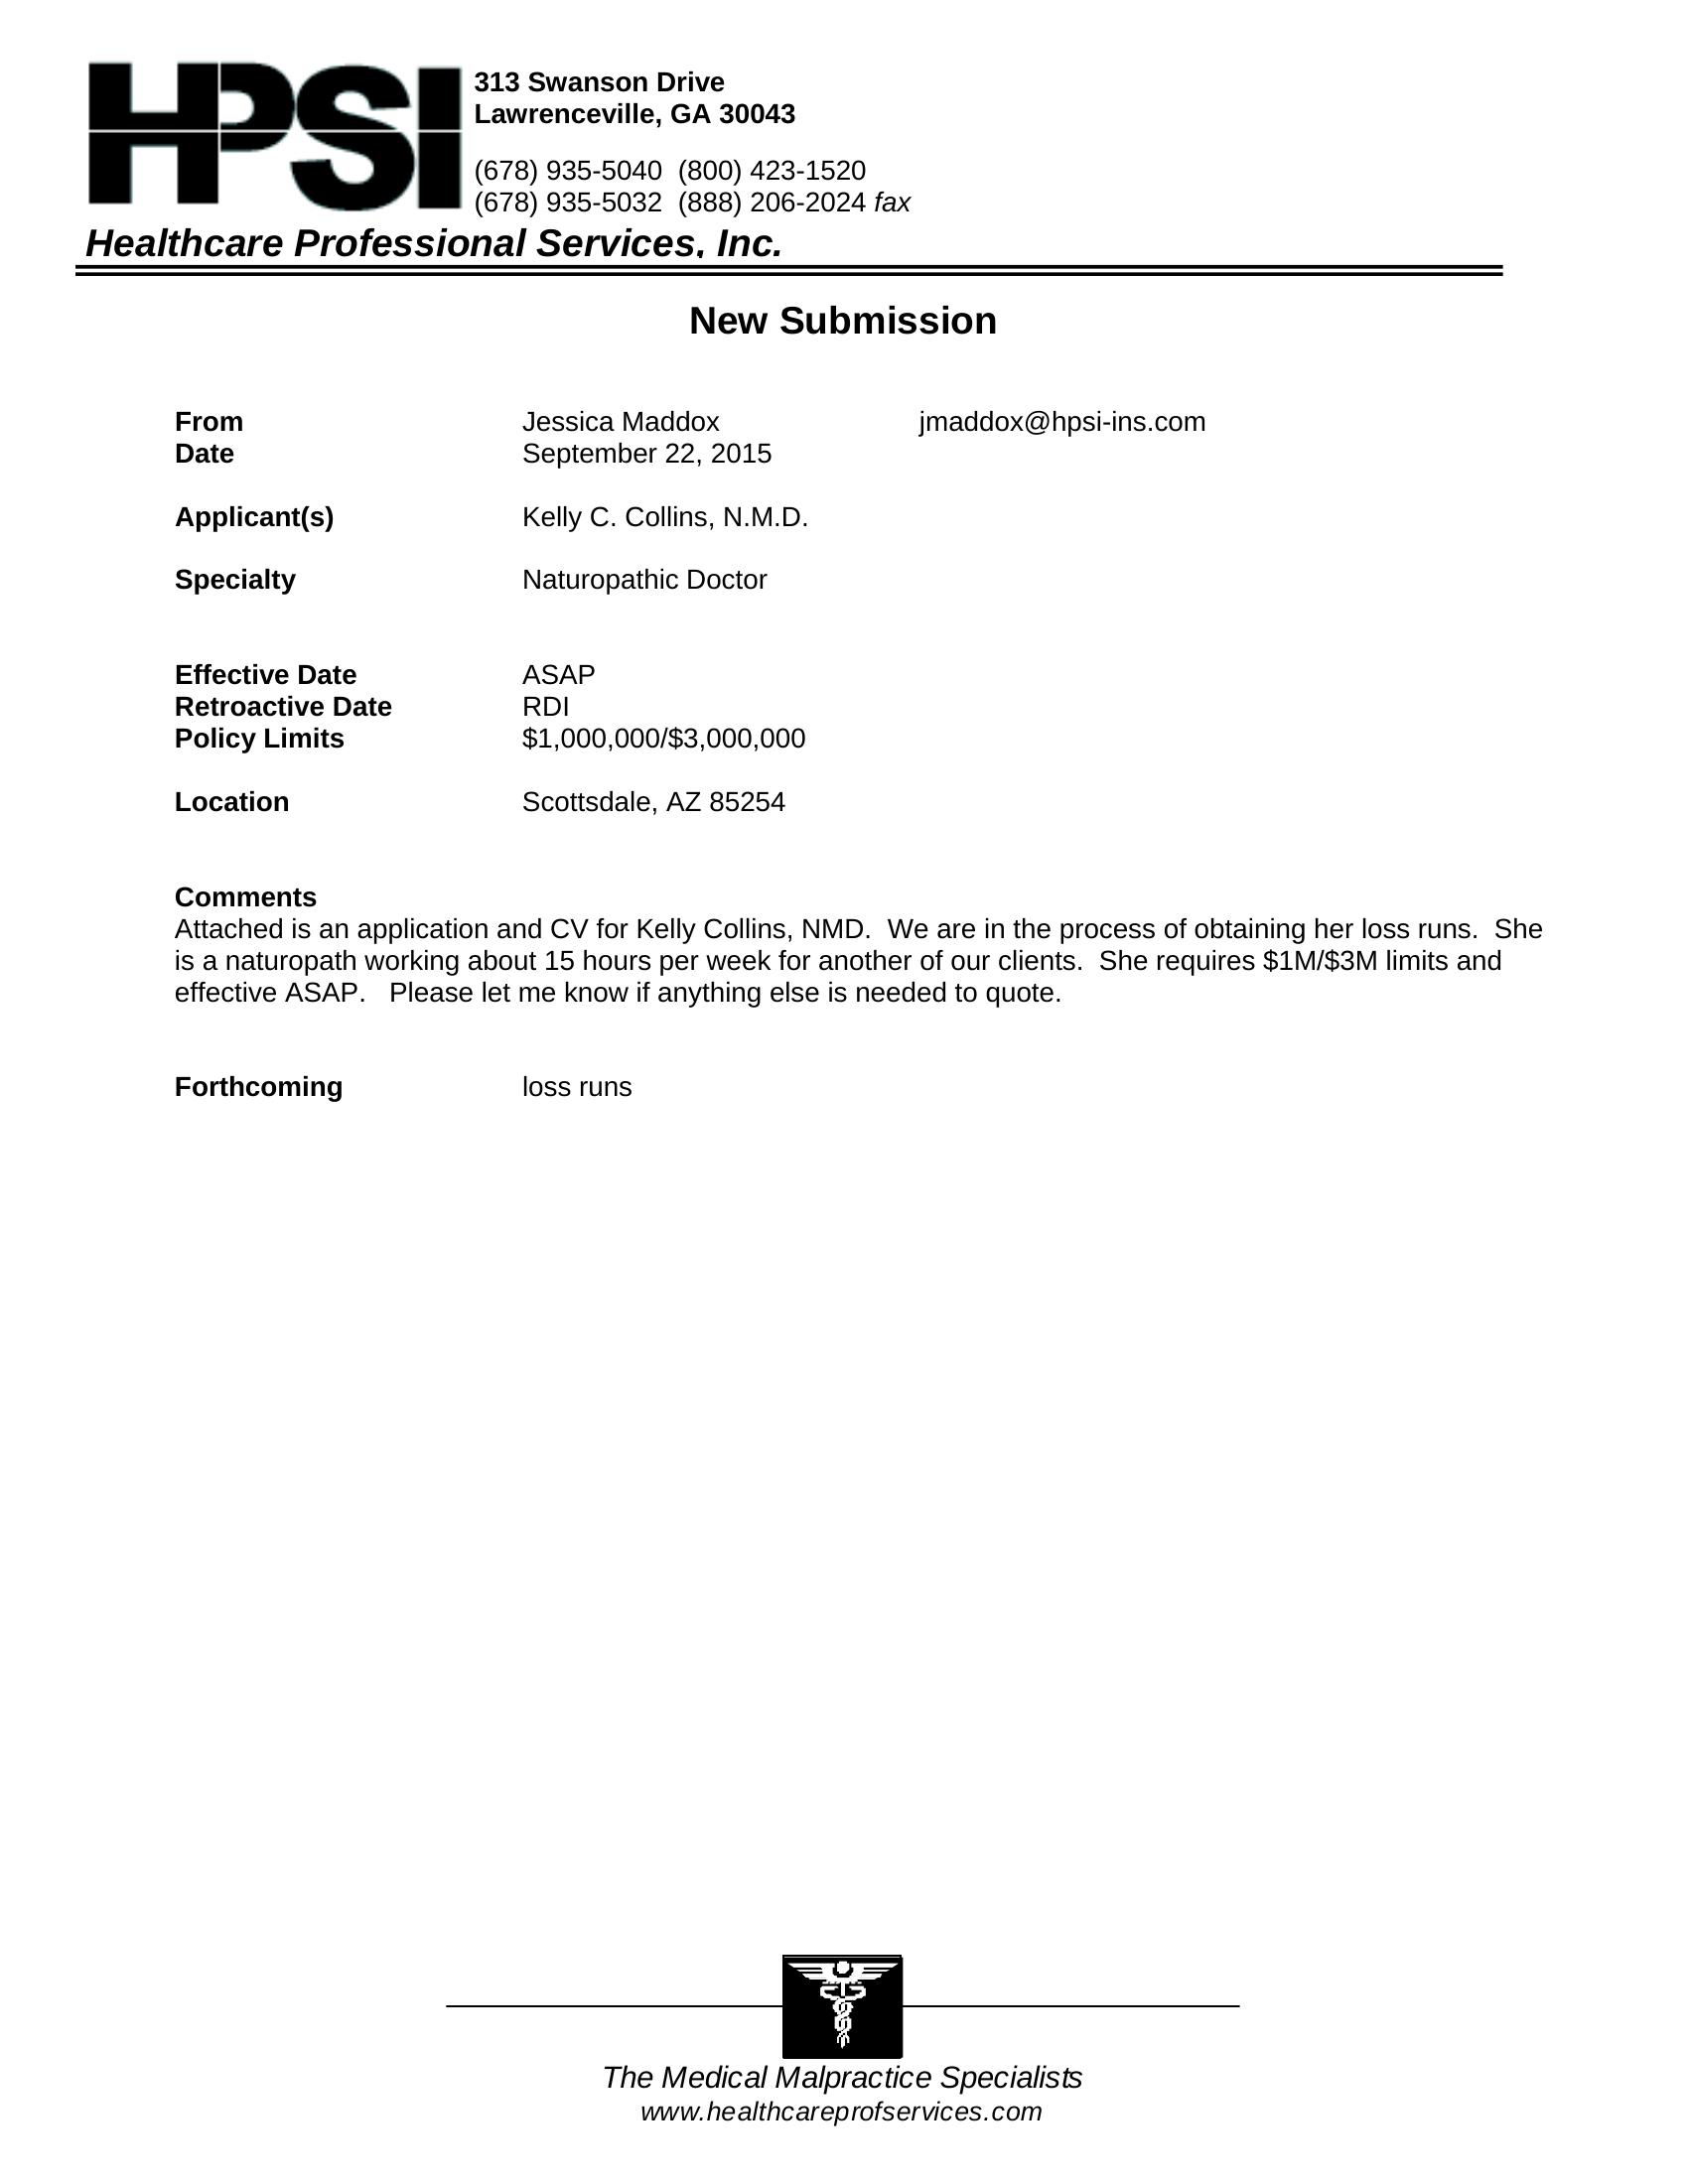 HPSI
313 Swanson Drive
Lawrenceville, GA 30043
(678) 935-5040  (800) 423-1520
(678) 935-5032  (888) 206-2024 fax
Healthcare Professional Services, Inc.
New Submission
From Jessica Maddox jmaddox@hpsi-ins.com
Date September 22, 2015
Applicant(s) Kelly C. Collins, N.M.D.
Specialty Naturopathic Doctor
Effective Date ASAP
Retroactive Date RDI
Policy Limits $1,000,000/$3,000,000
Location Scottsdale, AZ 85254
Comments
Attached is an application and CV for Kelly Collins, NMD.  We are in the process of obtaining her loss runs.  She
is a naturopath working about 15 hours per week for another of our clients.  She requires $1M/$3M limits and
effective ASAP.   Please let me know if anything else is needed to quote.
Forthcoming loss runs
The Medical Malpractice Specialists
www.healthcareprofservices.com